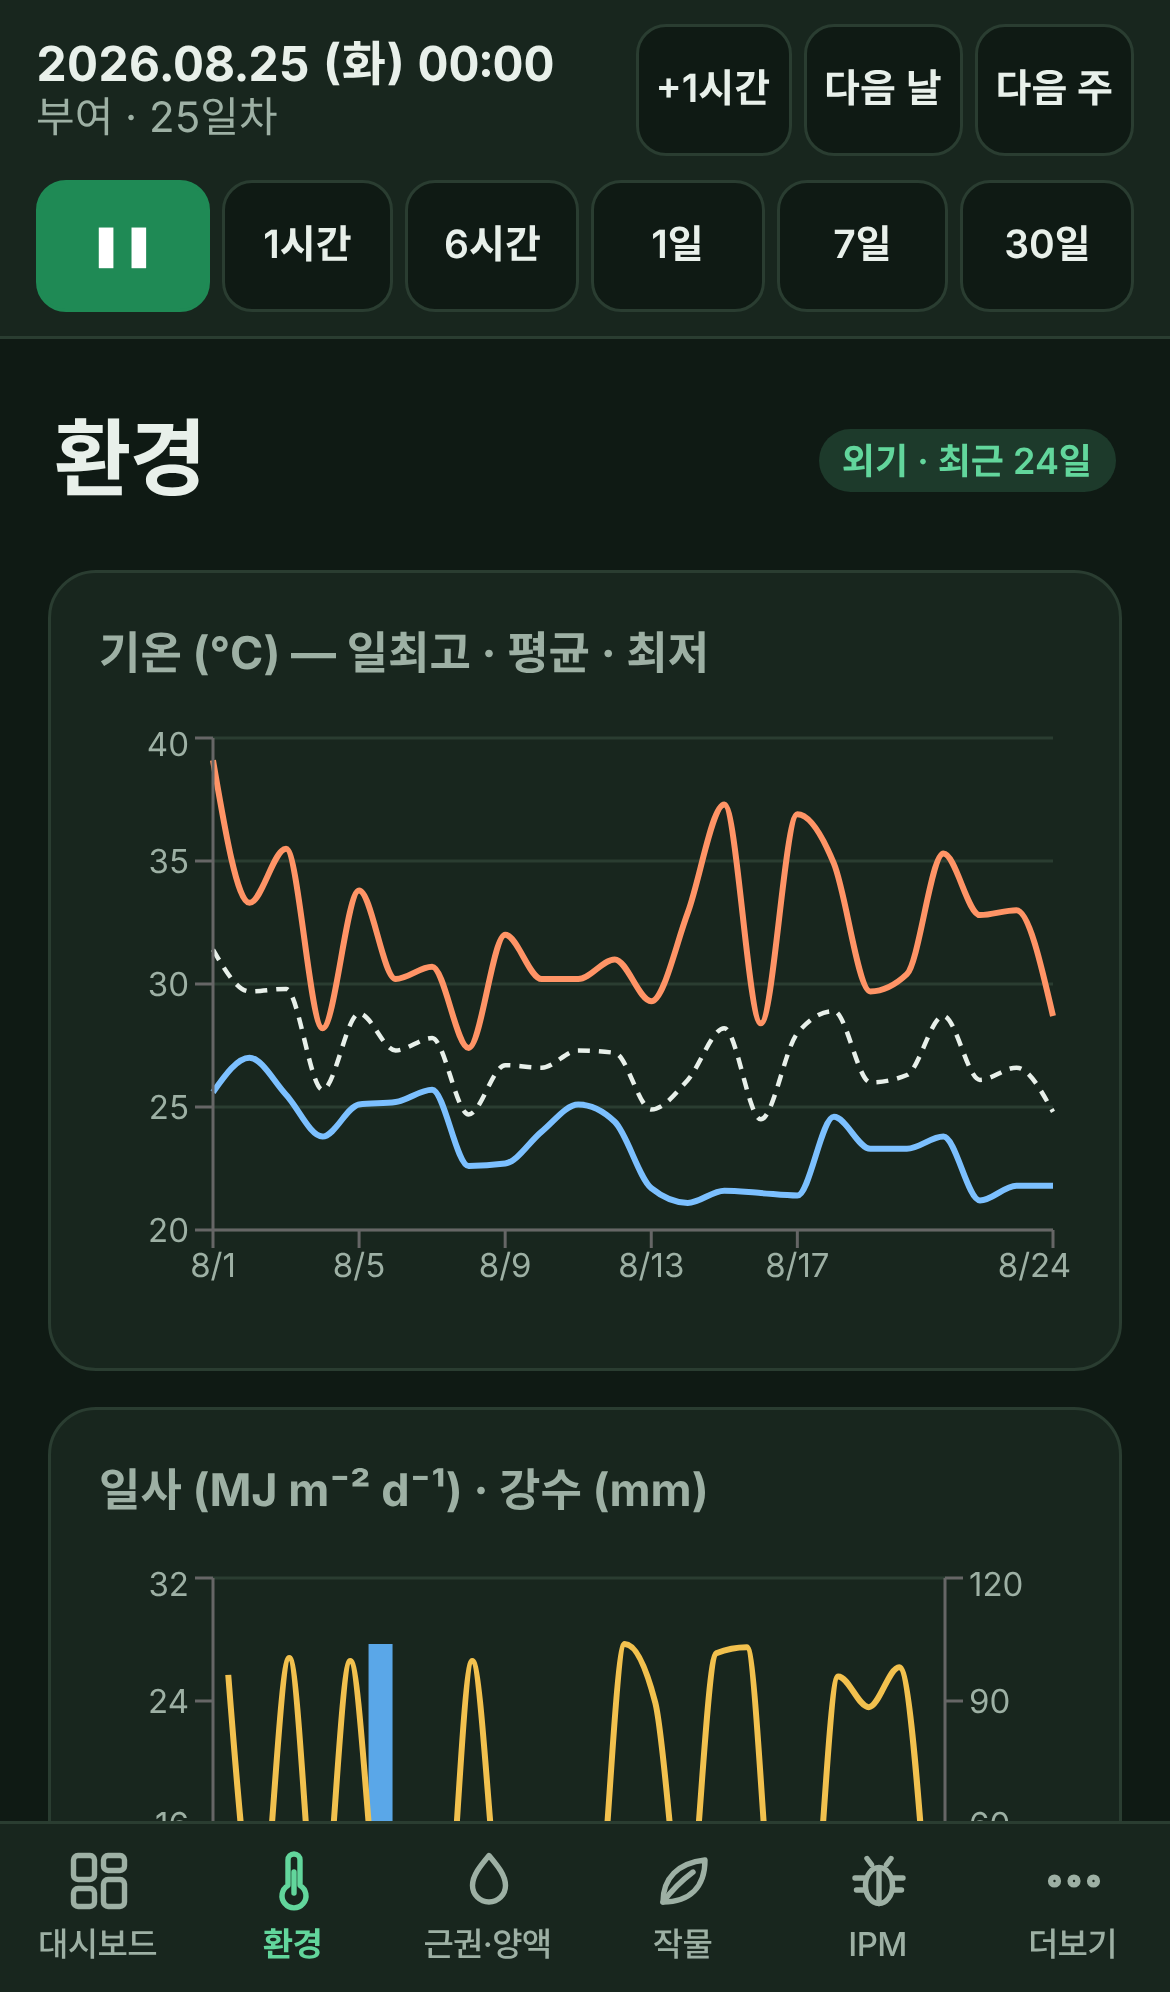 2026.08.25 (화) 00:00
부여 · 25일차
+1시간
다음 날
다음 주
1시간
6시간
1일
7일
30일
환경
외기 · 최근 24일
기온 (°C) — 일최고 · 평균 · 최저
40
35
30
25
20
8/1 8/5 8/9 8/13 8/17 8/24
일사 (MJ m⁻² d⁻¹) · 강수 (mm)
32 120
24 90
16 60
대시보드
환경
근권·양액
작물
IPM
더보기